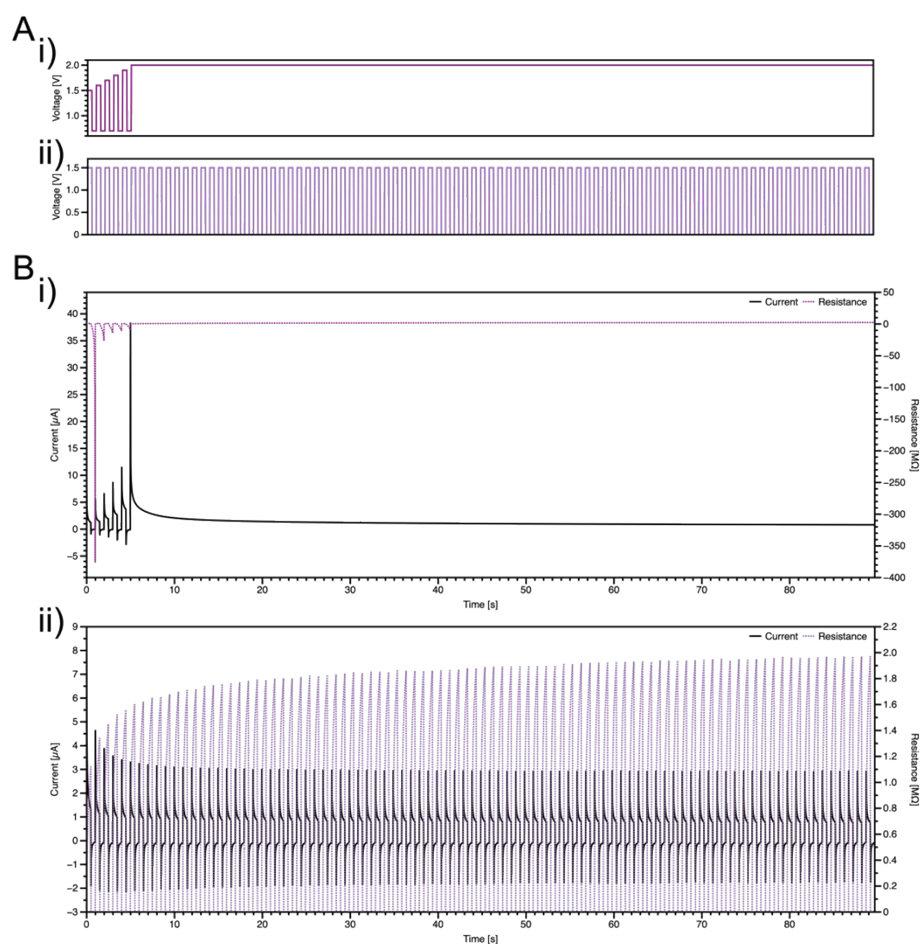 A
i)
Voltage [V]
2.0
1.5
1.0
ii)
Voltage [V]
1.5
1.0
0.5
0
B
i)
Current Resistance
Current [µA]
40
35
30
25
20
15
10
5
0
−5
50
0
−50
−100
−150
−200
−250
−300
−350
−400
Resistance [MΩ]
0 10 20 30 40 50 60 70 80
Time [s]
ii)
Current Resistance
Current [µA]
9
8
7
6
5
4
3
2
1
0
−1
−2
−3
2.2
2.0
1.8
1.6
1.4
1.2
1.0
0.8
0.6
0.4
0.2
0
Resistance [MΩ]
0 10 20 30 40 50 60 70 80
Time [s]